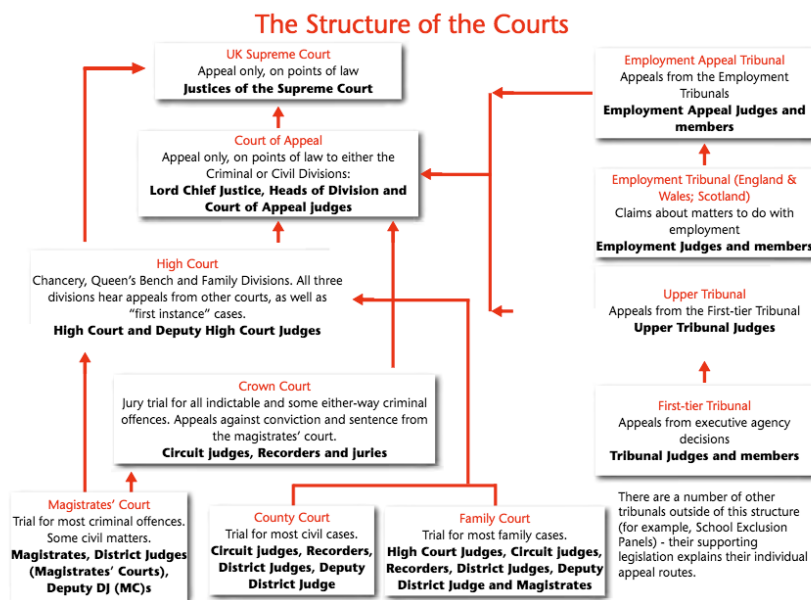 The Structure of the Courts
UK Supreme Court
Appeal only, on points of law
Justices of the Supreme Court
Court of Appeal
Appeal only, on points of law to either the
Criminal or Civil Divisions:
Lord Chief Justice, Heads of Division and
Court of Appeal judges
High Court
Chancery, Queen’s Bench and Family Divisions. All three
divisions hear appeals from other courts, as well as
“first instance” cases.
High Court and Deputy High Court Judges
Crown Court
Jury trial for all indictable and some either-way criminal
offences. Appeals against conviction and sentence from
the magistrates’ court.
Circuit judges, Recorders and juries
Magistrates’ Court
Trial for most criminal offences.
Some civil matters.
Magistrates, District Judges
(Magistrates’ Courts),
Deputy DJ (MC)s
County Court
Trial for most civil cases.
Circuit judges, Recorders,
District Judges, Deputy
District Judge
Family Court
Trial for most family cases.
High Court Judges, Circuit judges,
Recorders, District Judges, Deputy
District Judge and Magistrates
Employment Appeal Tribunal
Appeals from the Employment
Tribunals
Employment Appeal Judges and
members
Employment Tribunal (England &
Wales; Scotland)
Claims about matters to do with
employment
Employment Judges and members
Upper Tribunal
Appeals from the First-tier Tribunal
Upper Tribunal Judges
First-tier Tribunal
Appeals from executive agency
decisions
Tribunal Judges and members
There are a number of other
tribunals outside of this structure
(for example, School Exclusion
Panels) - their supporting
legislation explains their individual
appeal routes.